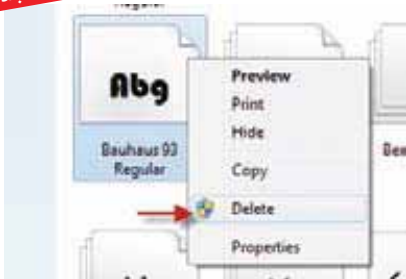 Regular
Abg
Bauhaus 93
Regular
Preview
Print
Hide
Copy
Delete
Properties